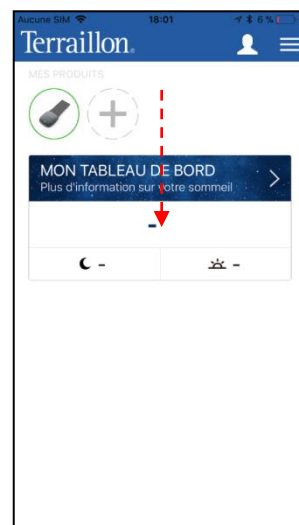 Aucune SIM 18:01 6 %
Terraillon®
MES PRODUITS
MON TABLEAU DE BORD
Plus d'information sur votre sommeil
-
- -